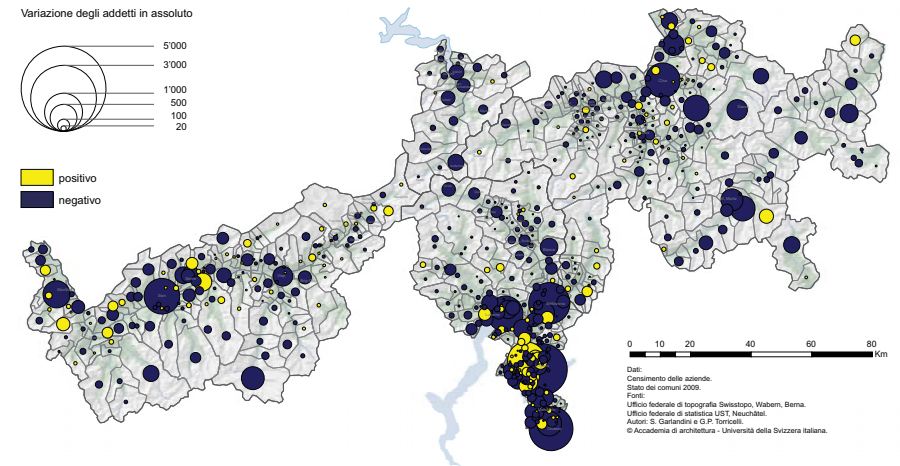 Variazione degli addetti in assoluto
5'000
3'000
1'000
500
100
20
positivo
negativo
0 10 20 40 60 80
Km
Dati:
Censimento delle aziende.
Stato dei comuni 2009.
Fonti:
Ufficio federale di topografia Swisstopo, Wabern, Berna.
Ufficio federale di statistica UST, Neuchâtel.
Autori: S. Garlandini e G.P. Torricelli.
© Accademia di architettura - Università della Svizzera italiana.